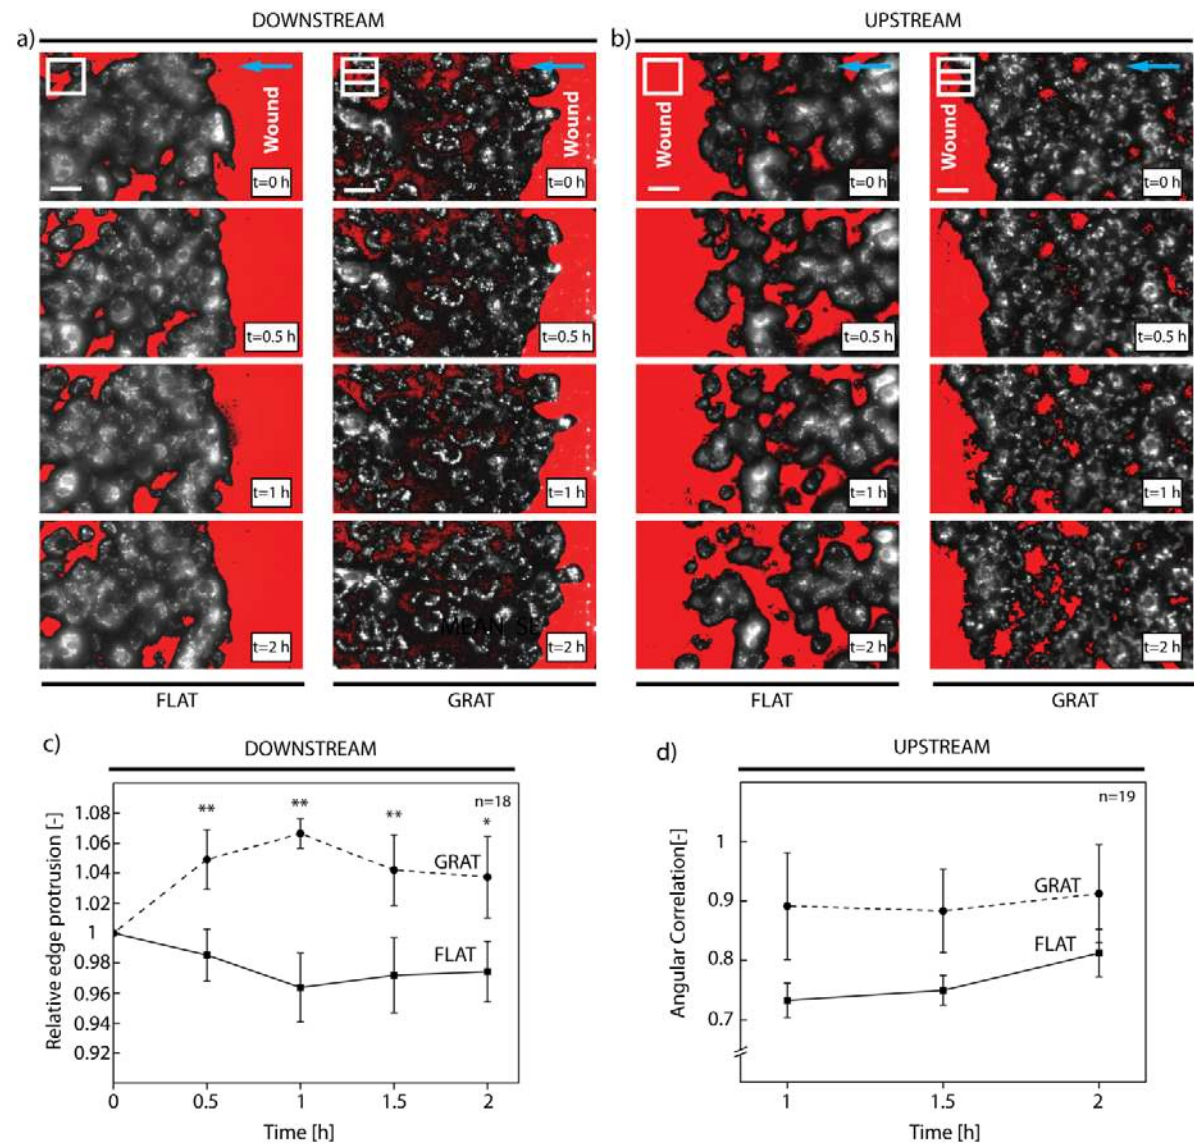 DOWNSTREAM
UPSTREAM
a)
b)
Wound
Wound
Wound
Wound
t=0 h
t=0 h
t=0 h
t=0 h
t=0.5 h
t=0.5 h
t=0.5 h
t=0.5 h
t=1 h
t=1 h
t=1 h
t=1 h
MEAN SE
t=2 h
t=2 h
t=2 h
t=2 h
FLAT
GRAT
FLAT
GRAT
c)
DOWNSTREAM
Relative edge protrusion [-]
1.08
1.06
1.04
1.02
1
0.98
0.96
0.94
0.92
n=18
**
**
**
*
GRAT
FLAT
0
0.5
1
1.5
2
Time [h]
d)
UPSTREAM
Angular Correlation[-]
1
0.9
0.8
0.7
n=19
GRAT
FLAT
1
1.5
2
Time [h]